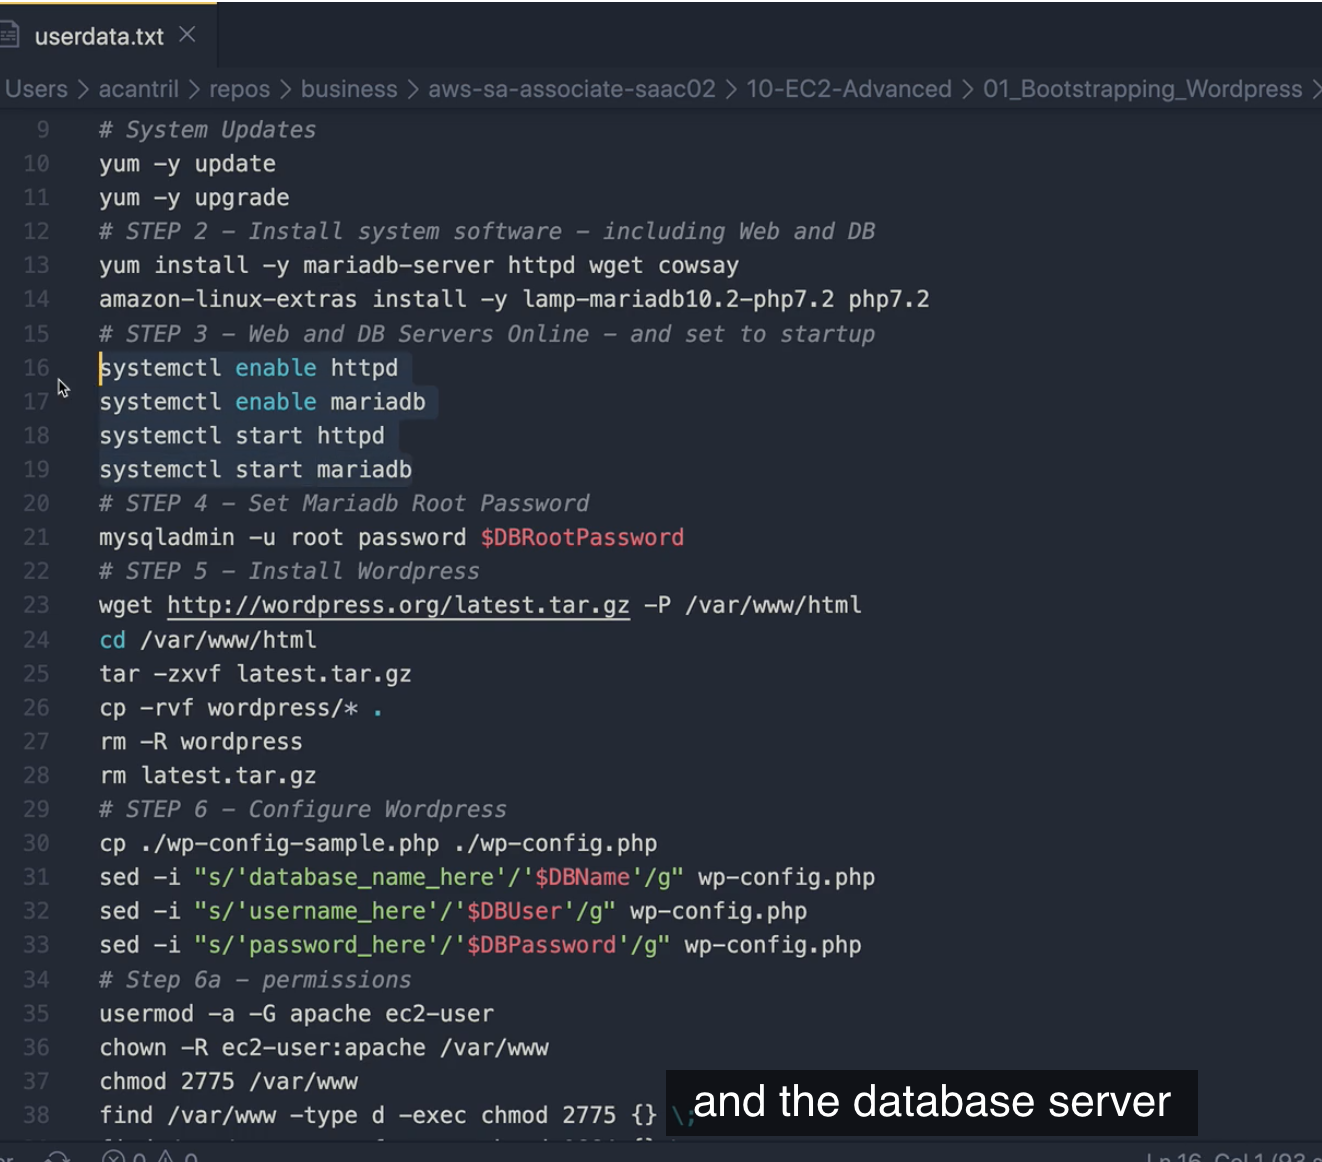 userdata.txt
Users > acantril > repos > business > aws-sa-associate-saac02 > 10-EC2-Advanced > 01_Bootstrapping_Wordpress >
9 # System Updates
10 yum -y update
11 yum -y upgrade
12 # STEP 2 - Install system software - including Web and DB
13 yum install -y mariadb-server httpd wget cowsay
14 amazon-linux-extras install -y lamp-mariadb10.2-php7.2 php7.2
15 # STEP 3 - Web and DB Servers Online - and set to startup
16 systemctl enable httpd
17 systemctl enable mariadb
18 systemctl start httpd
19 systemctl start mariadb
20 # STEP 4 - Set Mariadb Root Password
21 mysqladmin -u root password $DBRootPassword
22 # STEP 5 - Install Wordpress
23 wget http://wordpress.org/latest.tar.gz -P /var/www/html
24 cd /var/www/html
25 tar -zxvf latest.tar.gz
26 cp -rvf wordpress/* .
27 rm -R wordpress
28 rm latest.tar.gz
29 # STEP 6 - Configure Wordpress
30 cp ./wp-config-sample.php ./wp-config.php
31 sed -i "s/'database_name_here'/'$DBName'/g" wp-config.php
32 sed -i "s/'username_here'/'$DBUser'/g" wp-config.php
33 sed -i "s/'password_here'/'$DBPassword'/g" wp-config.php
34 # Step 6a - permissions
35 usermod -a -G apache ec2-user
36 chown -R ec2-user:apache /var/www
37 chmod 2775 /var/www
38 find /var/www -type d -exec chmod 2775 {} \;
and the database server